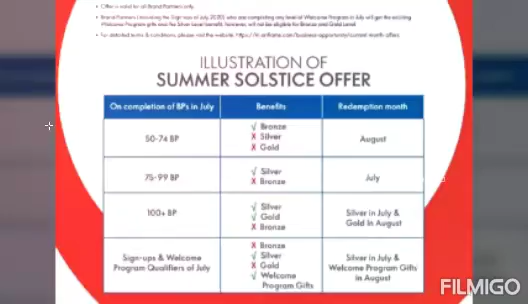 • Offer is valid for all Brand Partners only.
• Brand Partners (including the Sign-ups of July 2020) who are completing any level of Welcome Program in July will get the existing
Welcome Program gifts and the Silver Level benefit, however, will not be eligible for Bronze and Gold Level
• For detailed terms & conditions, please visit the website,
ILLUSTRATION OF
SUMMER SOLSTICE OFFER
On completion of BPs in July Benefits Redemption month
50-74 BP
√ Bronze
X Silver
X Gold
August
75-99 BP
√ Silver
X Bronze
July
100+ BP
√ Silver
√ Gold
X Bronze
Silver in July &
Gold in August
Sign-ups & Welcome
Program Qualifiers of July
X Bronze
√ Silver
X Gold
√ Welcome
Program Gifts
Silver in July &
Welcome Program Gifts
in August
FILMIGO